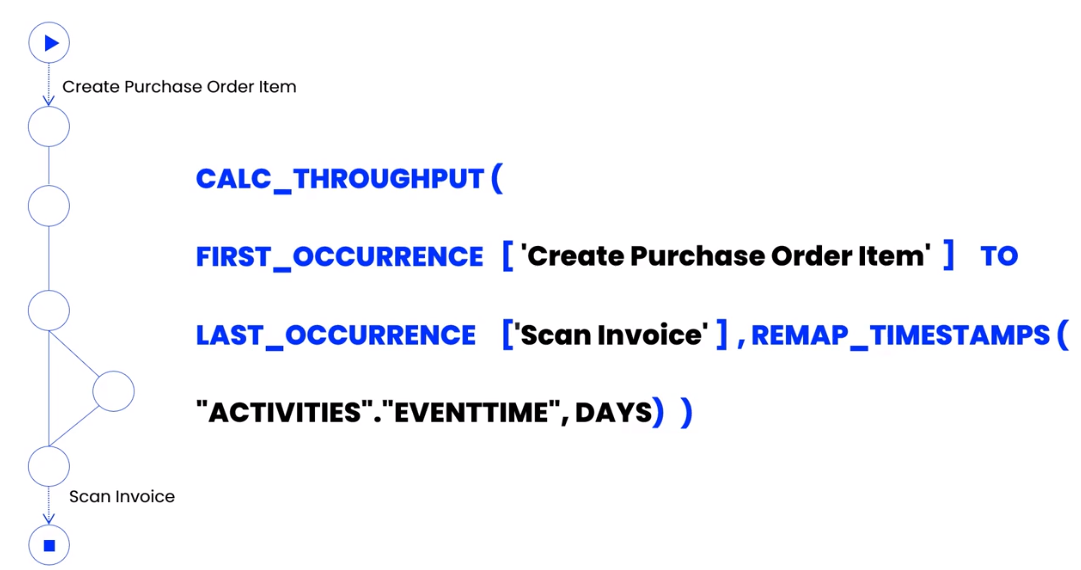 Create Purchase Order Item
CALC_THROUGHPUT (
FIRST_OCCURRENCE [ 'Create Purchase Order Item' ] TO
LAST_OCCURRENCE ['Scan Invoice' ] , REMAP_TIMESTAMPS (
"ACTIVITIES"."EVENTTIME", DAYS) )
Scan Invoice